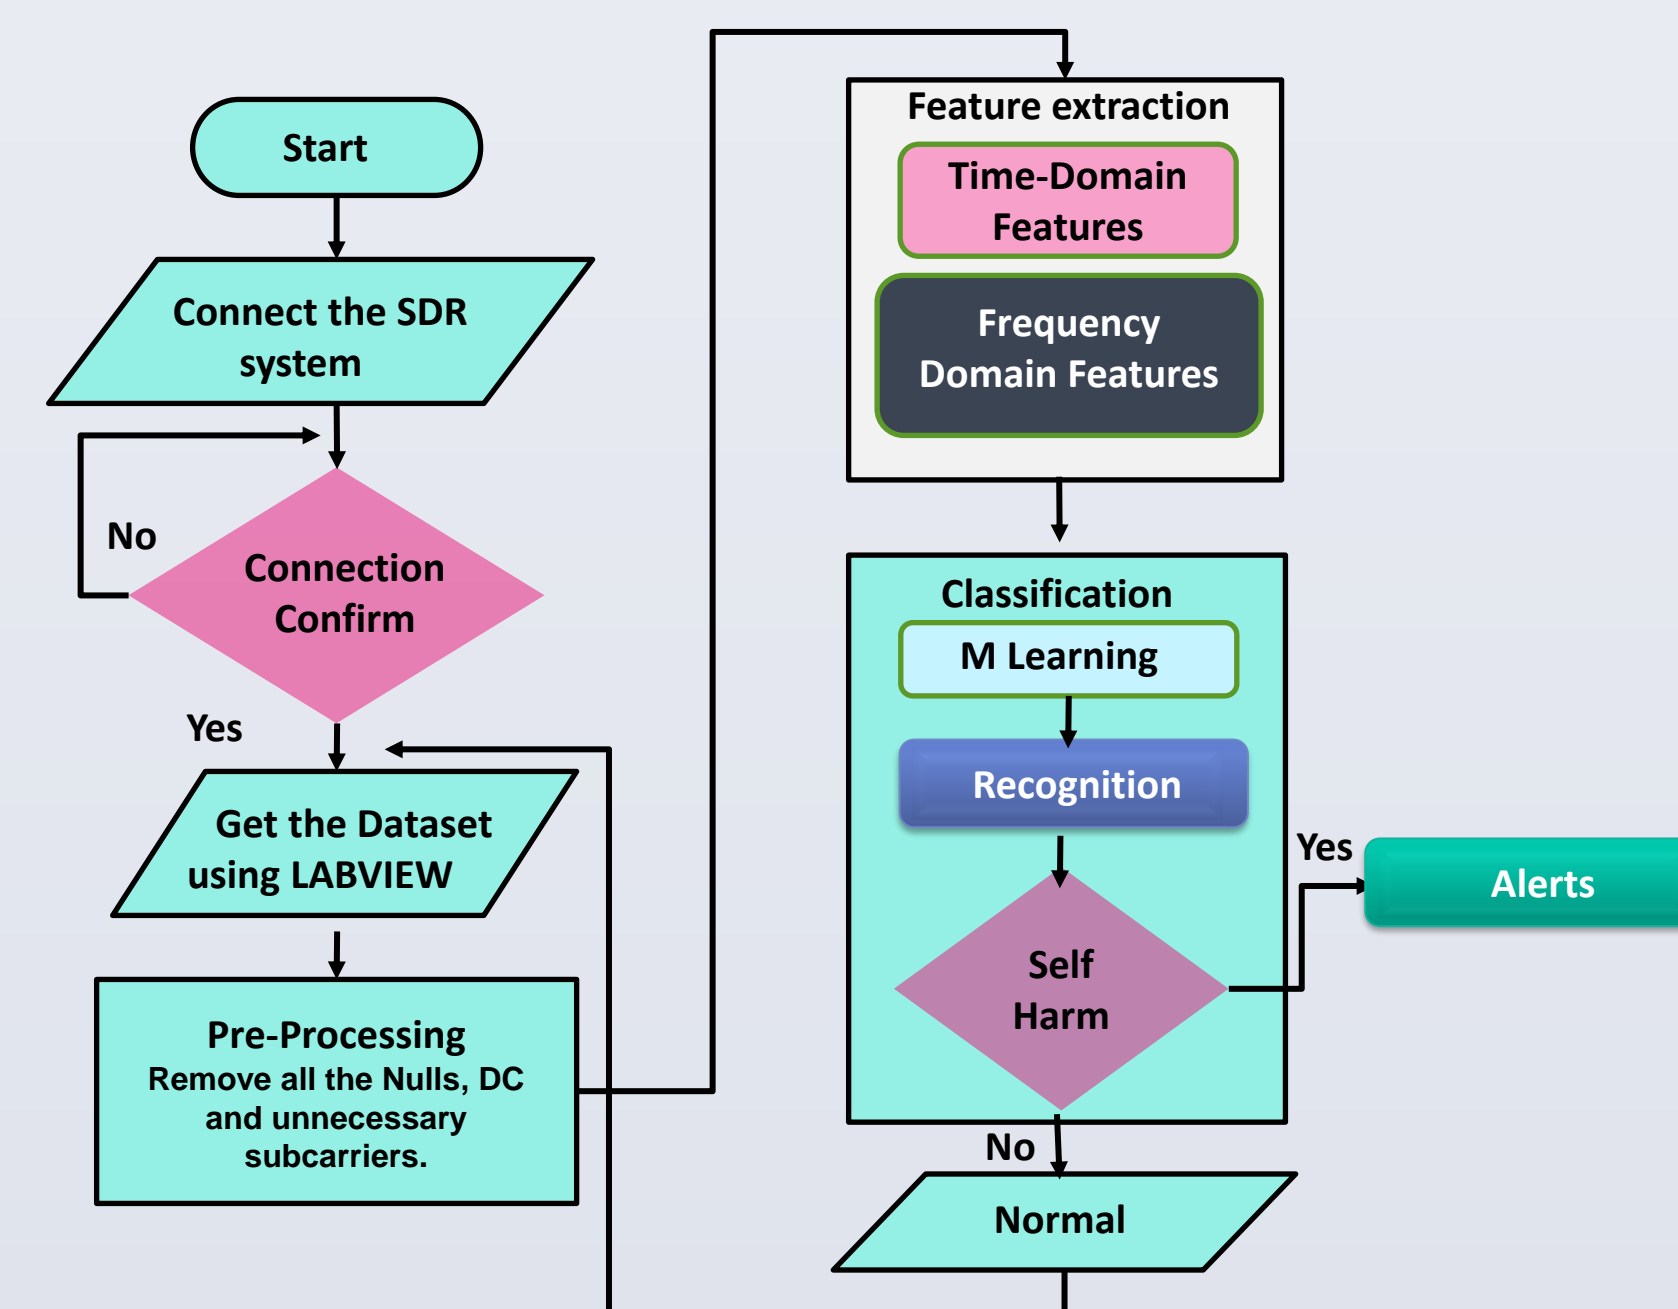 Start
Connect the SDR
system
No
Connection
Confirm
Yes
Get the Dataset
using LABVIEW
Pre-Processing
Remove all the Nulls, DC
and unnecessary
subcarriers.
Feature extraction
Time-Domain
Features
Frequency
Domain Features
Classification
M Learning
Recognition
Self
Harm
Yes
Alerts
No
Normal